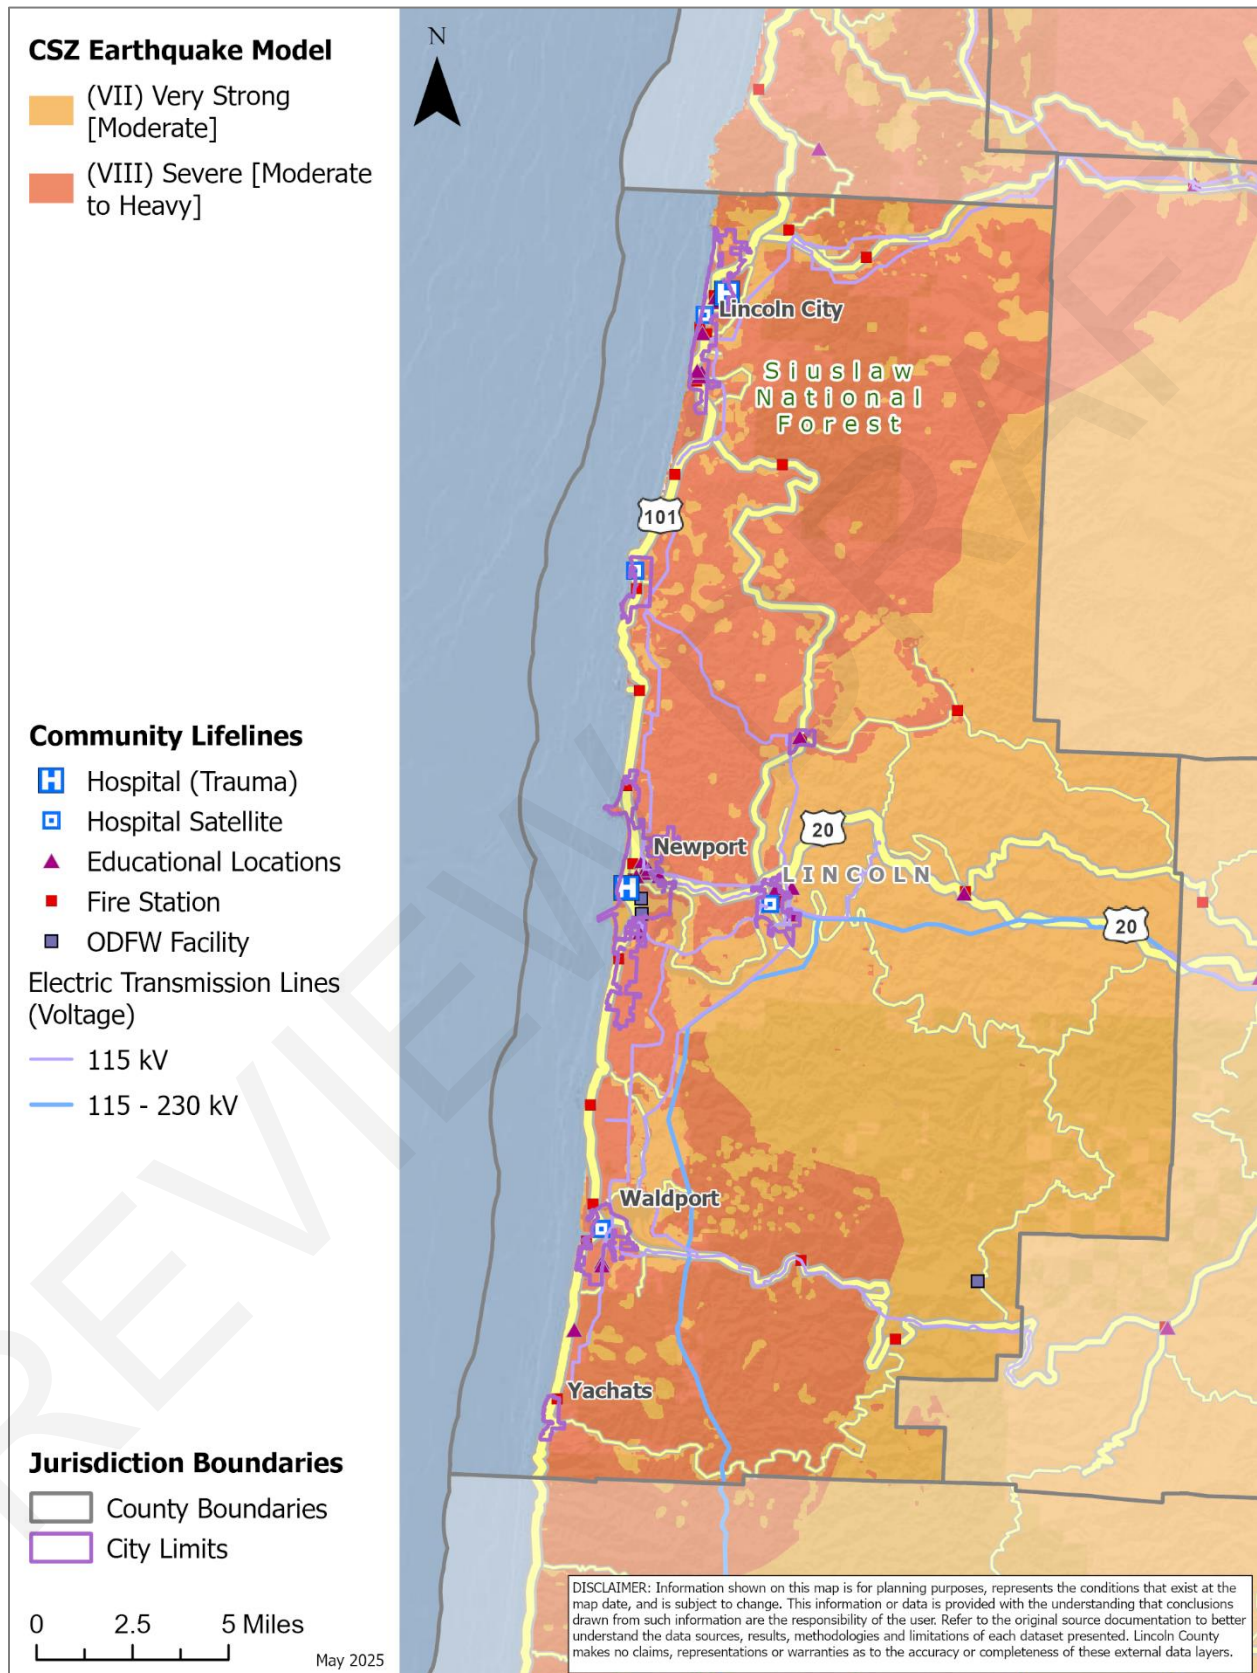 CSZ Earthquake Model
(VII) Very Strong
[Moderate]
(VIII) Severe [Moderate
to Heavy]
Community Lifelines
H Hospital (Trauma)
Hospital Satellite
Educational Locations
Fire Station
ODFW Facility
Electric Transmission Lines
(Voltage)
115 kV
115 - 230 kV
Jurisdiction Boundaries
County Boundaries
City Limits
0 2.5 5 Miles
May 2025
N
H
Lincoln City
Siuslaw
National
Forest
101
20
Newport
LINCOLN
H
20
Waldport
Yachats
PREVIEW DRAFT
DISCLAIMER: Information shown on this map is for planning purposes, represents the conditions that exist at the
map date, and is subject to change. This information or data is provided with the understanding that conclusions
drawn from such information are the responsibility of the user. Refer to the original source documentation to better
understand the data sources, results, methodologies and limitations of each dataset presented. Lincoln County
makes no claims, representations or warranties as to the accuracy or completeness of these external data layers.